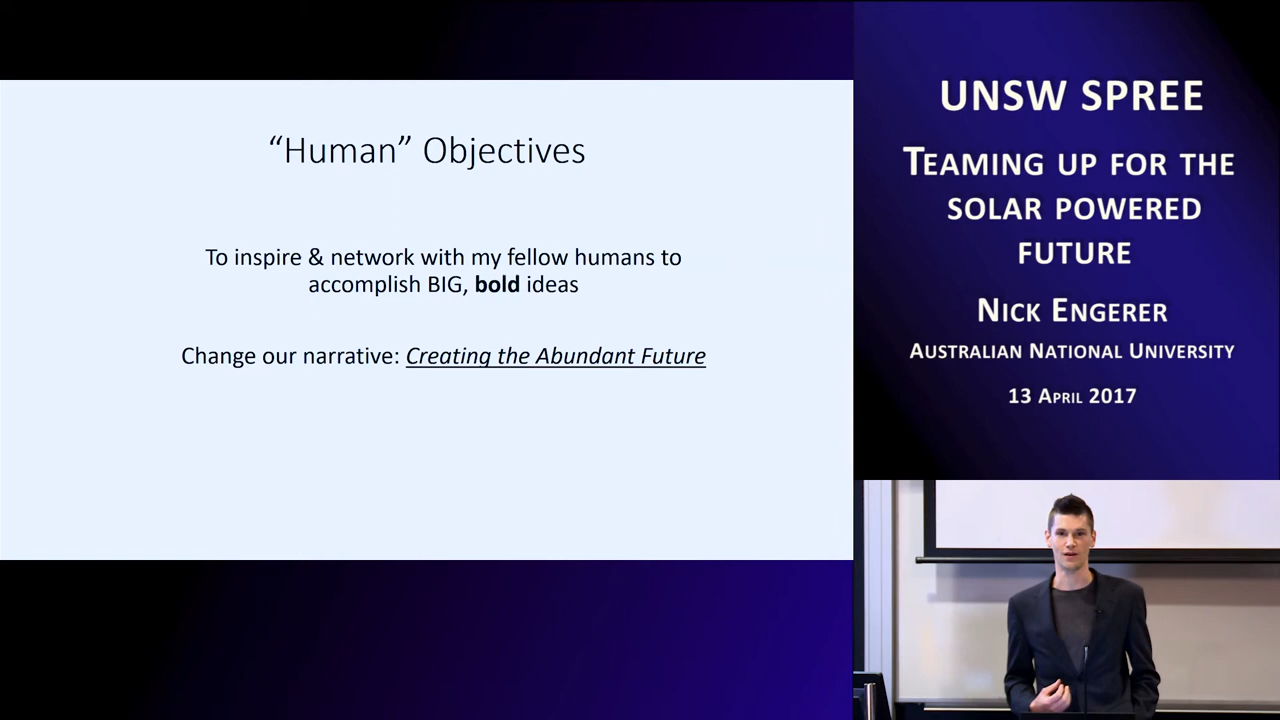 “Human” Objectives
To inspire & network with my fellow humans to
accomplish BIG, bold ideas
Change our narrative: Creating the Abundant Future
UNSW SPREE
TEAMING UP FOR THE
SOLAR POWERED
FUTURE
NICK ENGERER
AUSTRALIAN NATIONAL UNIVERSITY
13 APRIL 2017